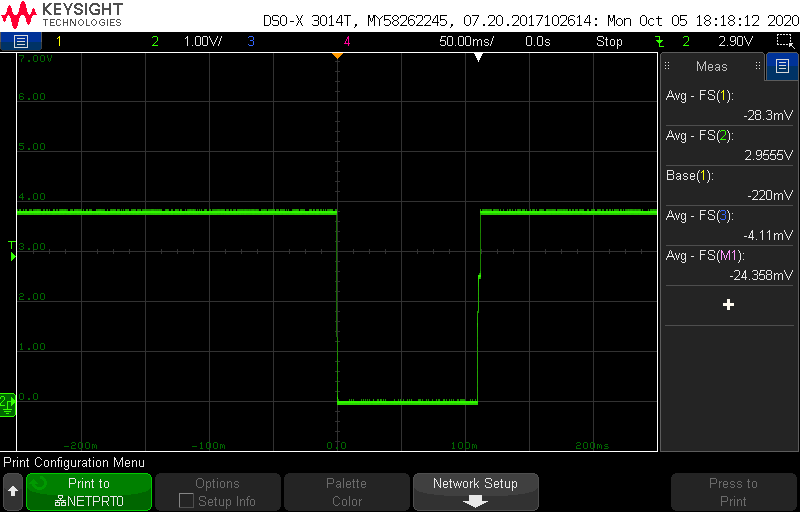 KEYSIGHT
TECHNOLOGIES
DSO-X 3014T, MY58262245, 07.20.2017102614: Mon Oct 05 18:18:12 2020
1 2 1.00V/ 3 4 50.00ms/ 0.0s Stop 2 2.90V
7.00V
6.00
5.00
4.00
T
3.00
2.00
1.00
2
0.0
-200ms -100ms 0.0 100ms 200ms
Meas
Avg - FS(1):
-28.3mV
Avg - FS(2):
2.9555V
Base(1):
-220mV
Avg - FS(3):
-4.11mV
Avg - FS(M1):
-24.358mV
Print Configuration Menu
Print to
NETPRT0
Options
Setup Info
Palette
Color
Network Setup
Press to
Print